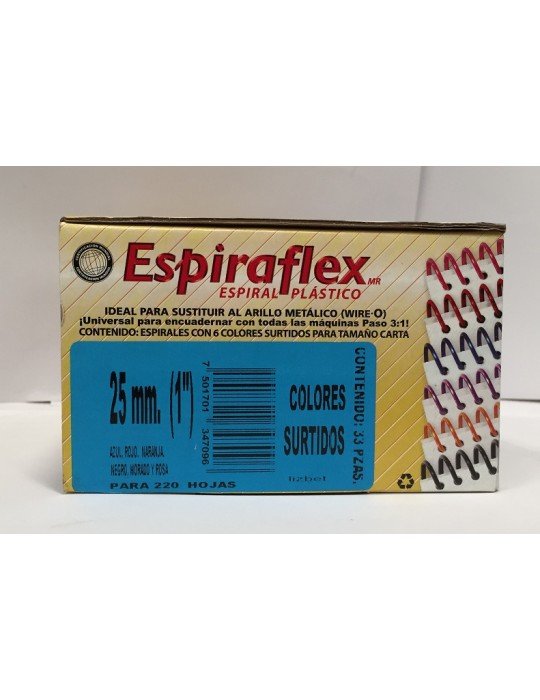 Espiraflex MR
ESPIRAL PLÁSTICO
IDEAL PARA SUSTITUIR AL ARILLO METÁLICO (WIRE-O)
¡Universal para encuadernar con todas las máquinas Paso 3:1!
CONTENIDO: ESPIRALES CON 6 COLORES SURTIDOS PARA TAMAÑO CARTA
25 mm. (1")
AZUL, ROJO, NARANJA,
NEGRO, MORADO Y ROSA
PARA 220 HOJAS
7 501701 347096
COLORES
SURTIDOS
CONTENIDO: 33 PZAS.